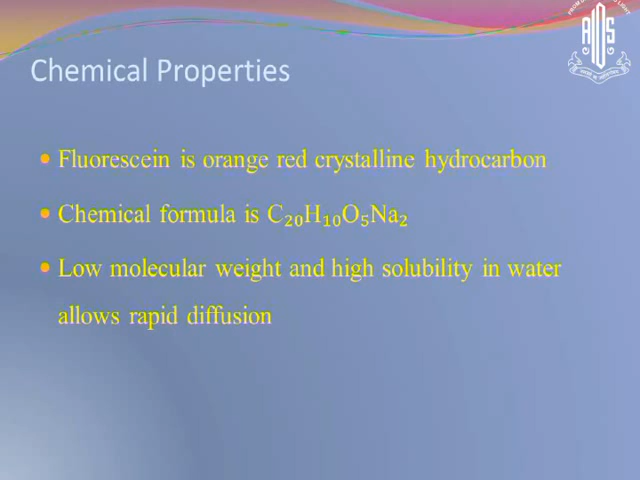 Chemical Properties
Fluorescein is orange red crystalline hydrocarbon
Chemical formula is C₂₀H₁₀O₅Na₂
Low molecular weight and high solubility in water
allows rapid diffusion